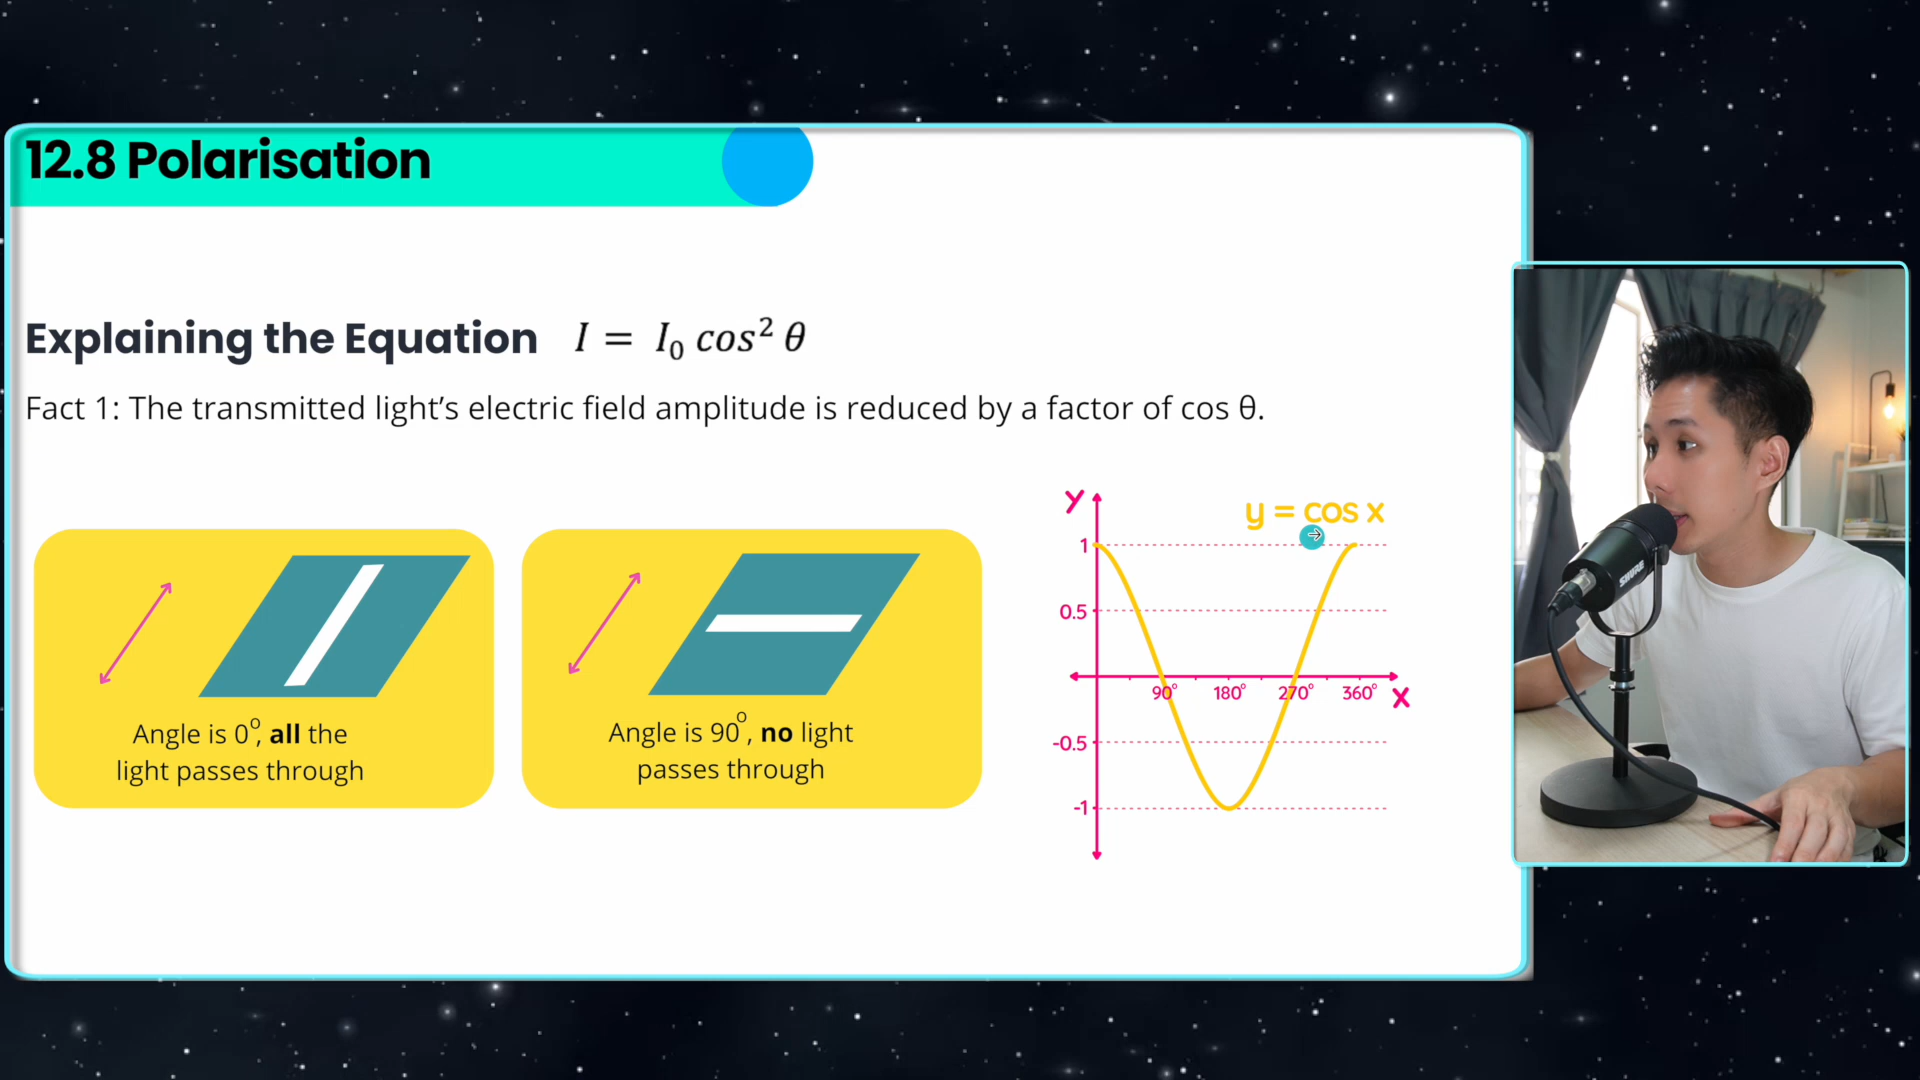 12.8 Polarisation
Explaining the Equation I = I₀ cos² θ
Fact 1: The transmitted light’s electric field amplitude is reduced by a factor of cos θ.
Angle is 0°, all the
light passes through
Angle is 90°, no light
passes through
Y
y = cos x
1
0.5
90° 180° 270° 360° X
-0.5
-1
SHURE